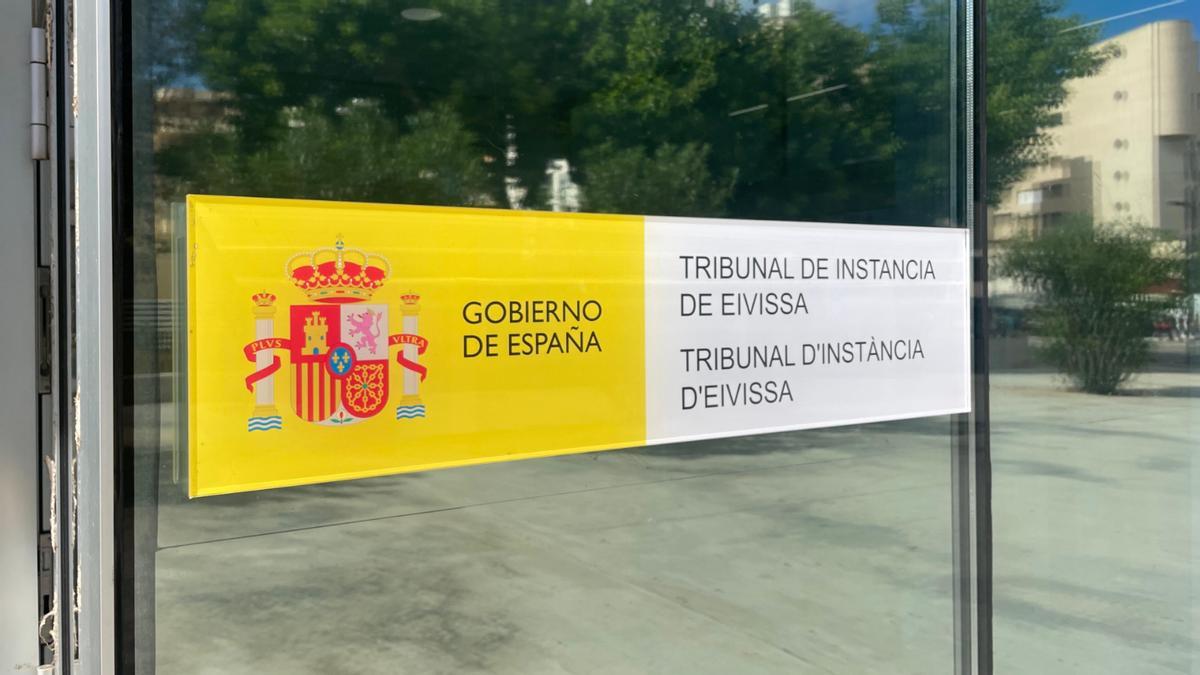 PLVS
VLTRA
GOBIERNO
DE ESPAÑA
TRIBUNAL DE INSTANCIA
DE EIVISSA
TRIBUNAL D'INSTÀNCIA
D'EIVISSA